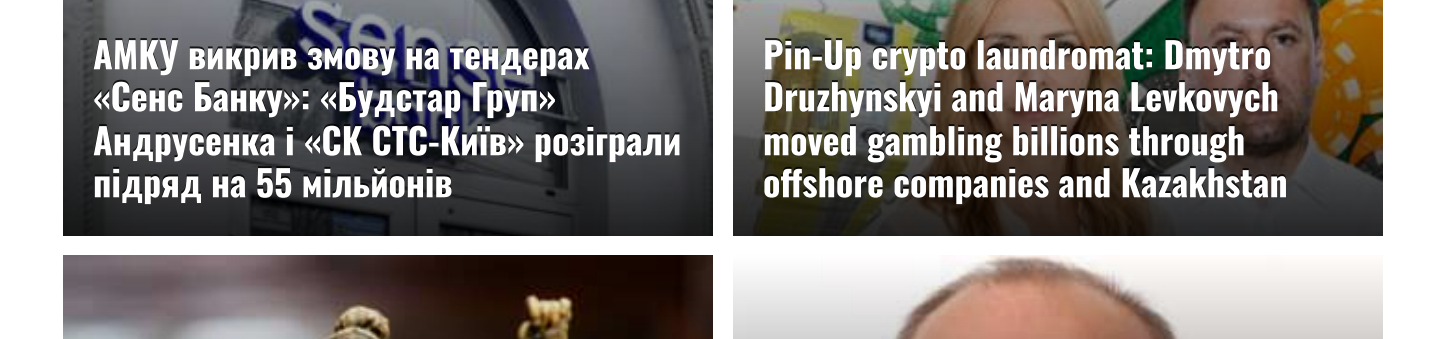 sense
АМКУ викрив змову на тендерах
«Сенс Банку»: «Будстар Груп»
Андрусенка і «СК СТС-Київ» розіграли
підряд на 55 мільйонів
Pin-Up crypto laundromat: Dmytro
Druzhynskyi and Maryna Levkovych
moved gambling billions through
offshore companies and Kazakhstan